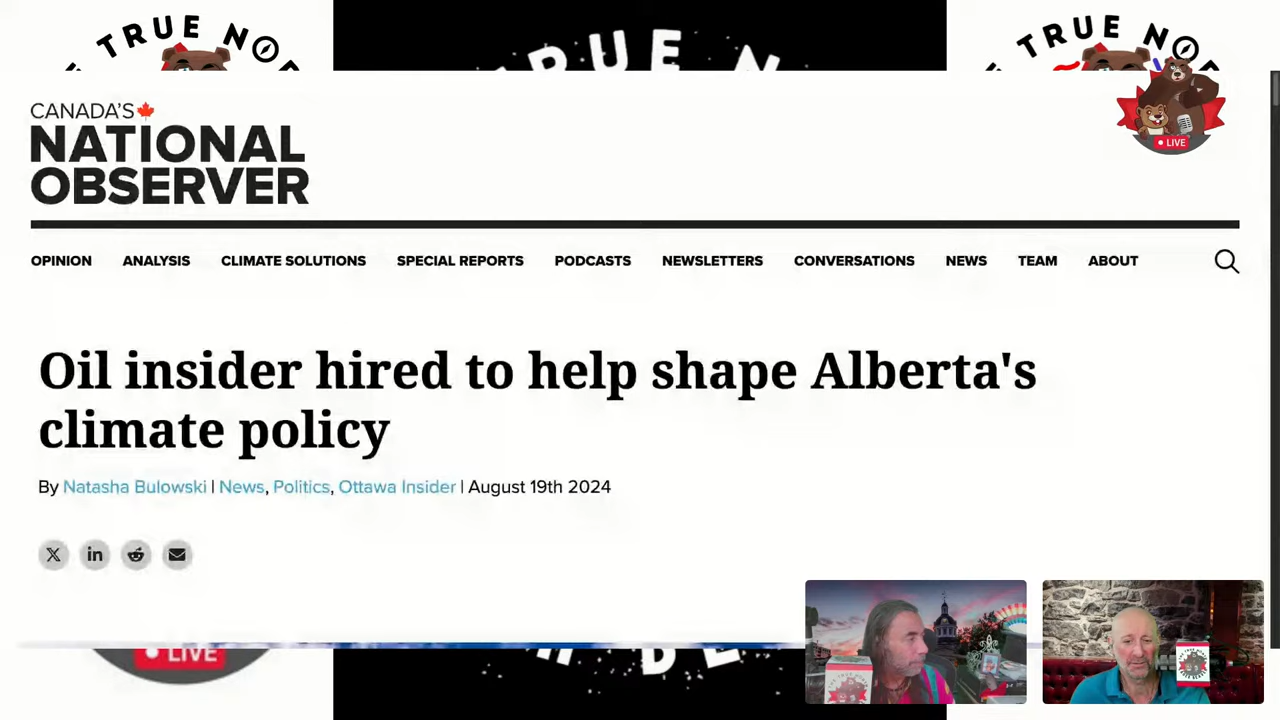 TRUE NO
RUE N
TRUE NO
LIVE
CANADA'S
NATIONAL
OBSERVER
OPINION ANALYSIS CLIMATE SOLUTIONS SPECIAL REPORTS PODCASTS NEWSLETTERS CONVERSATIONS NEWS TEAM ABOUT
Oil insider hired to help shape Alberta's
climate policy
By Natasha Bulowski | News, Politics, Ottawa Insider | August 19th 2024
X in
LIVE